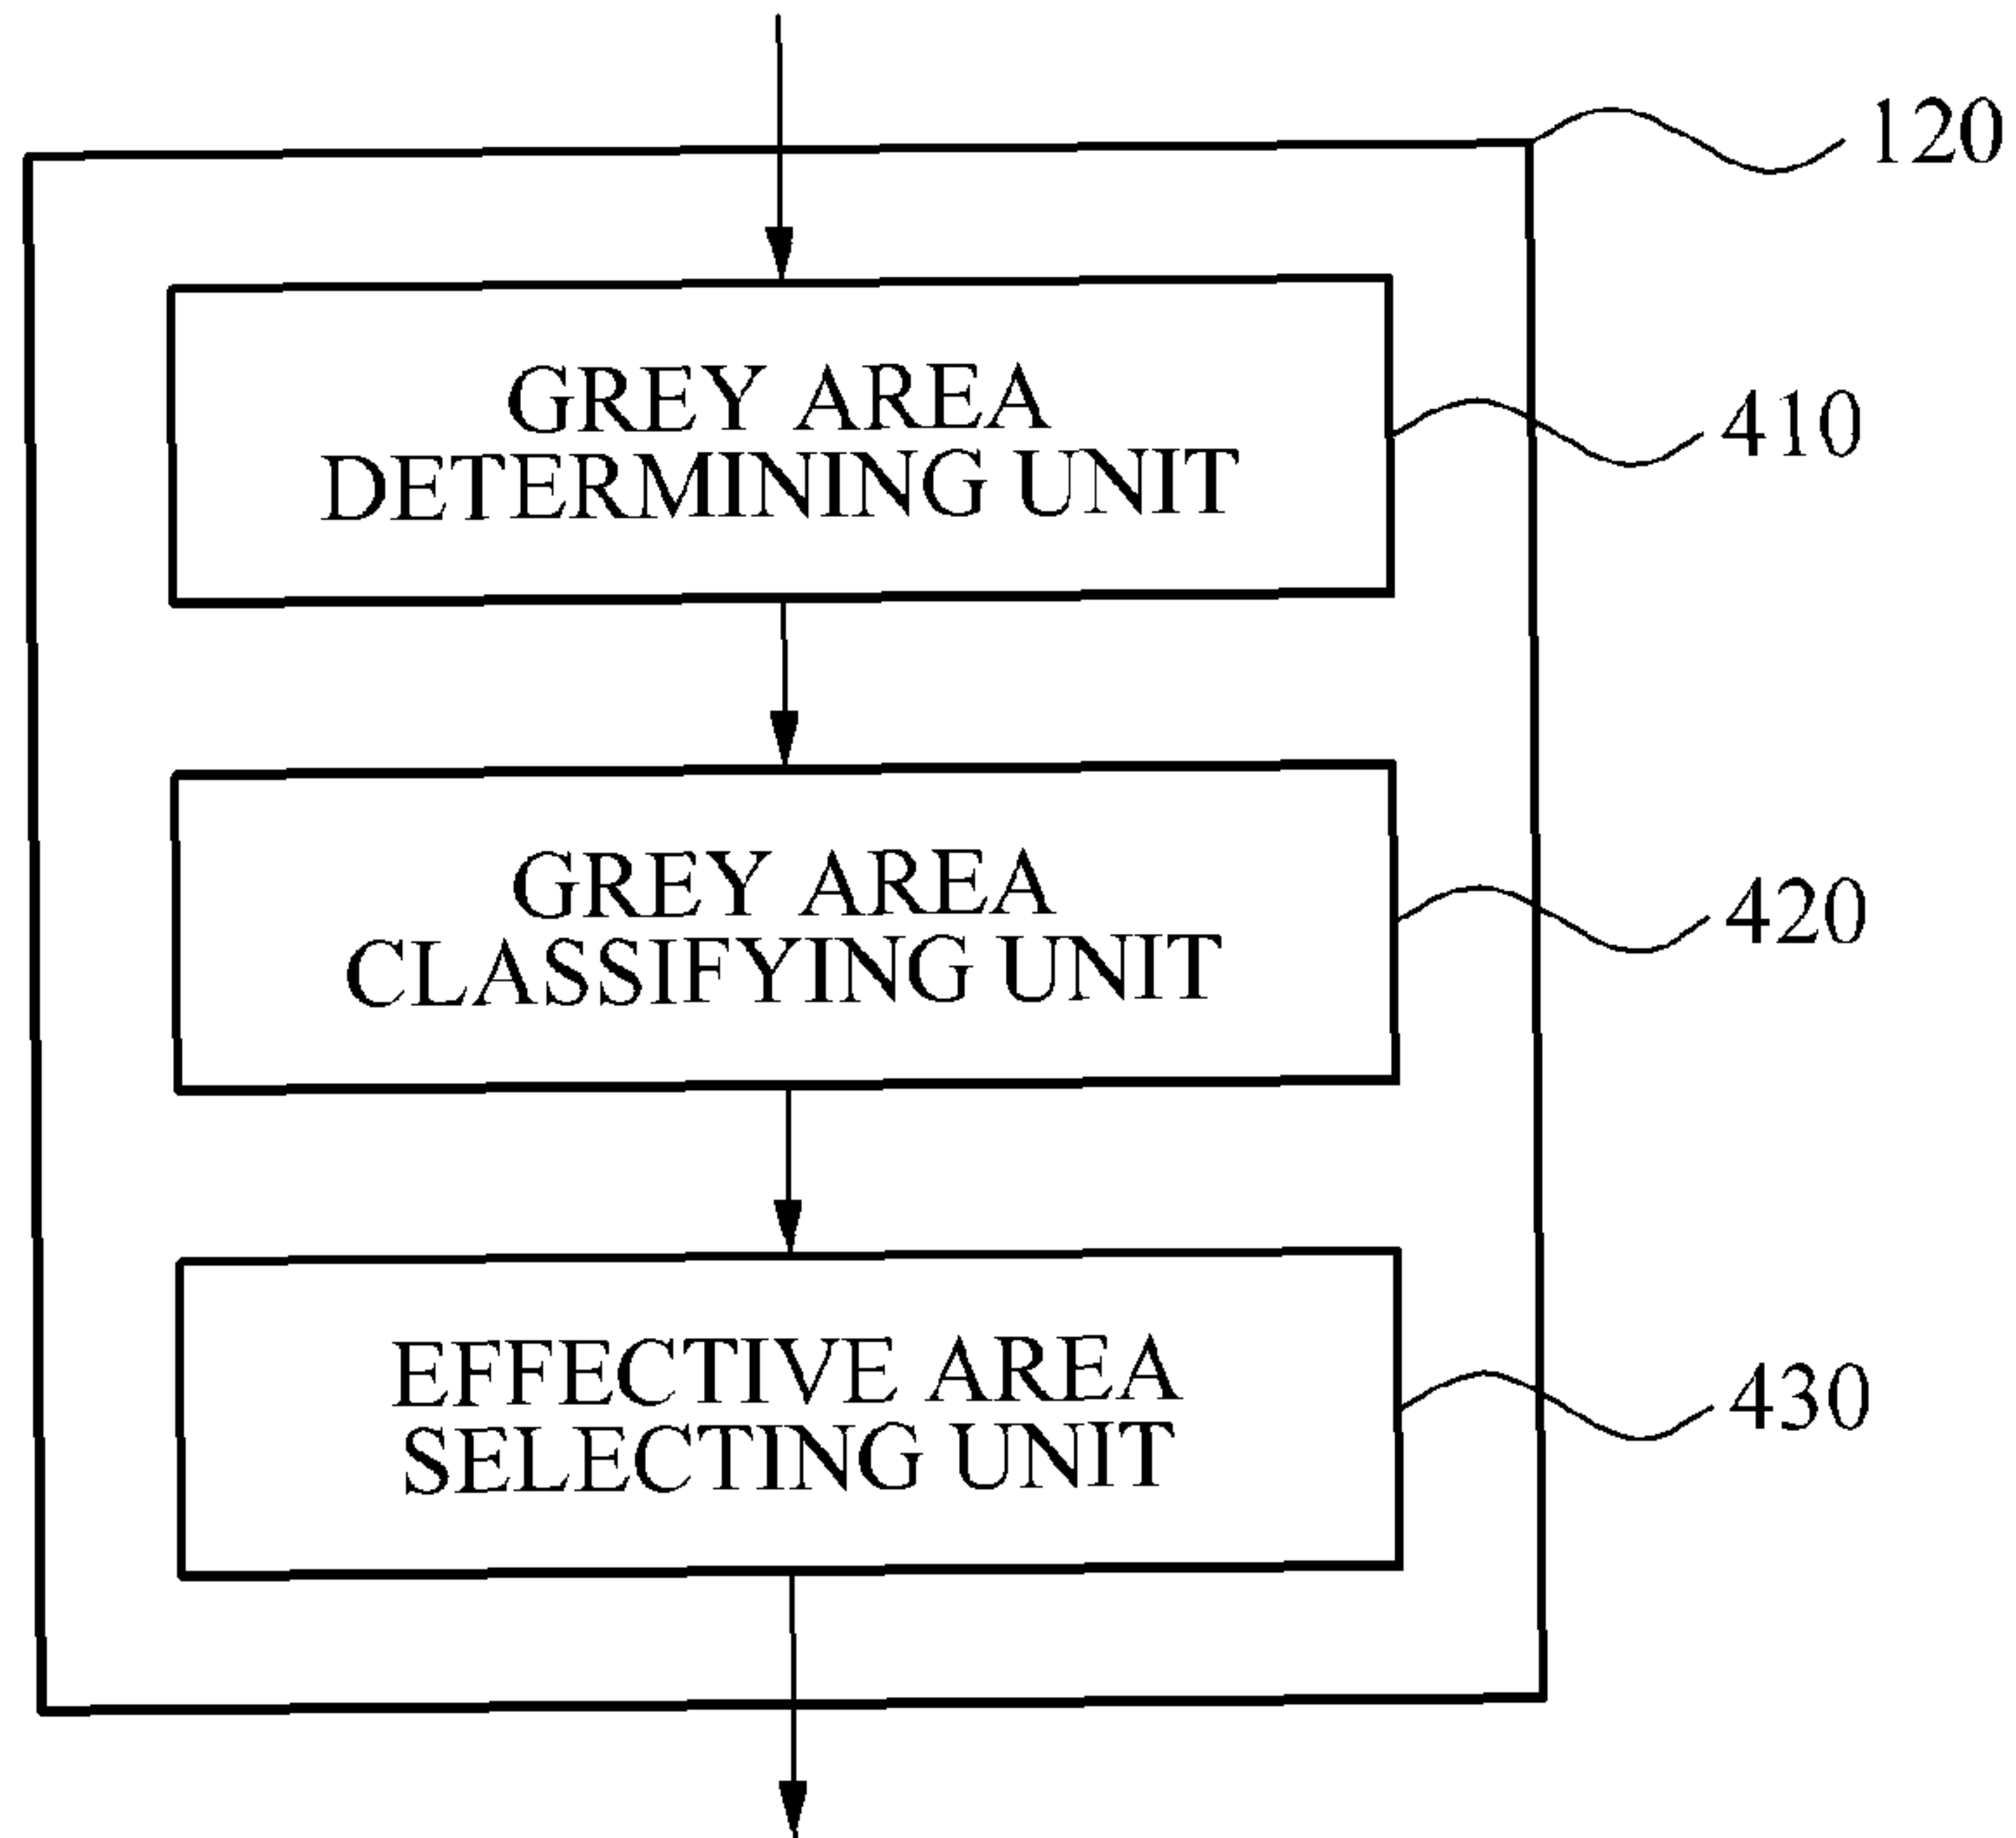 120
GREY AREA
DETERMINING UNIT
410
GREY AREA
CLASSIFYING UNIT
420
EFFECTIVE AREA
SELECTING UNIT
430